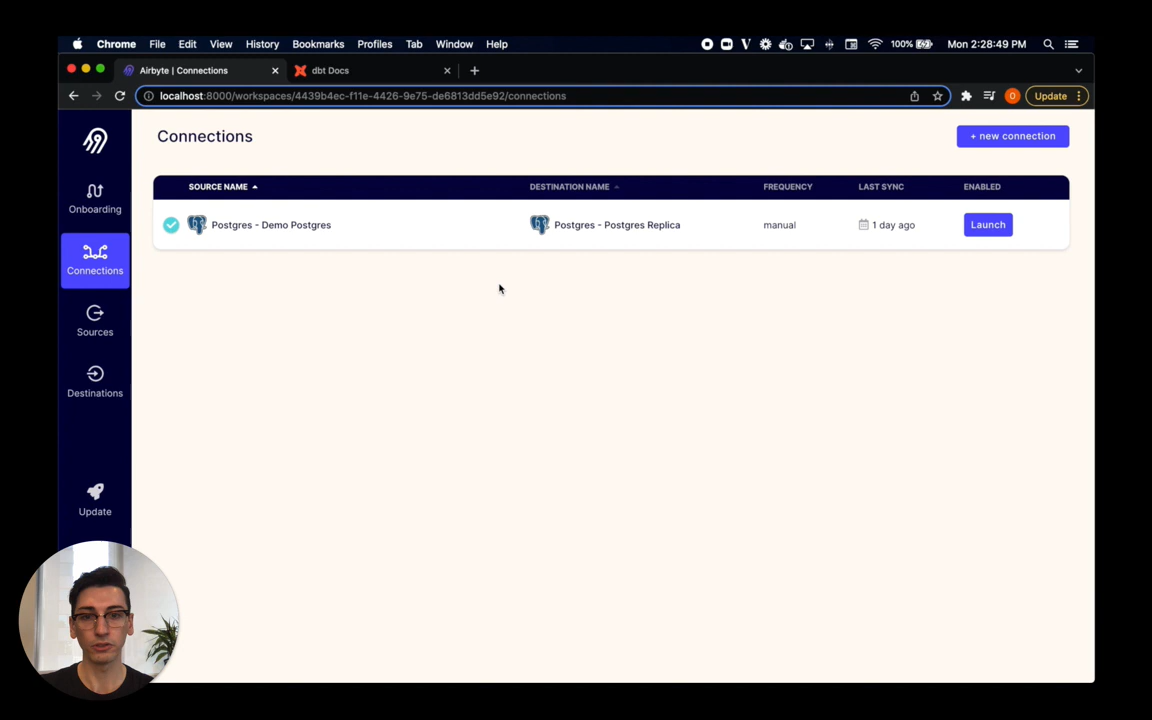 Chrome File Edit View History Bookmarks Profiles Tab Window Help 100% Mon 2:28:49 PM
Airbyte | Connections dbt Docs
localhost:8000/workspaces/4439b4ec-f11e-4426-9e75-de6813dd5e92/connections O Update
Connections + new connection
Onboarding
Connections
Sources
Destinations
Update
SOURCE NAME DESTINATION NAME FREQUENCY LAST SYNC ENABLED
Postgres - Demo Postgres Postgres - Postgres Replica manual 1 day ago Launch